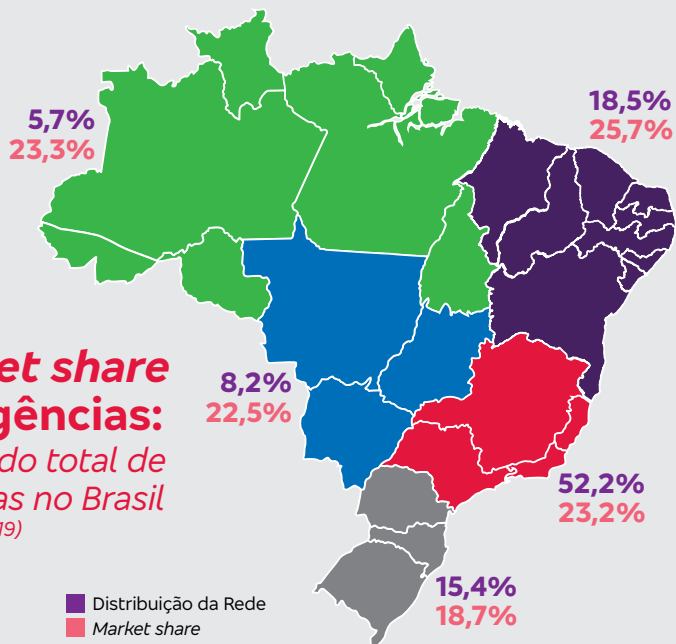 5,7%
23,3%
18,5%
25,7%
et share
gências:
do total de
as no Brasil
19)
8,2%
22,5%
52,2%
23,2%
15,4%
18,7%
Distribuição da Rede
Market share